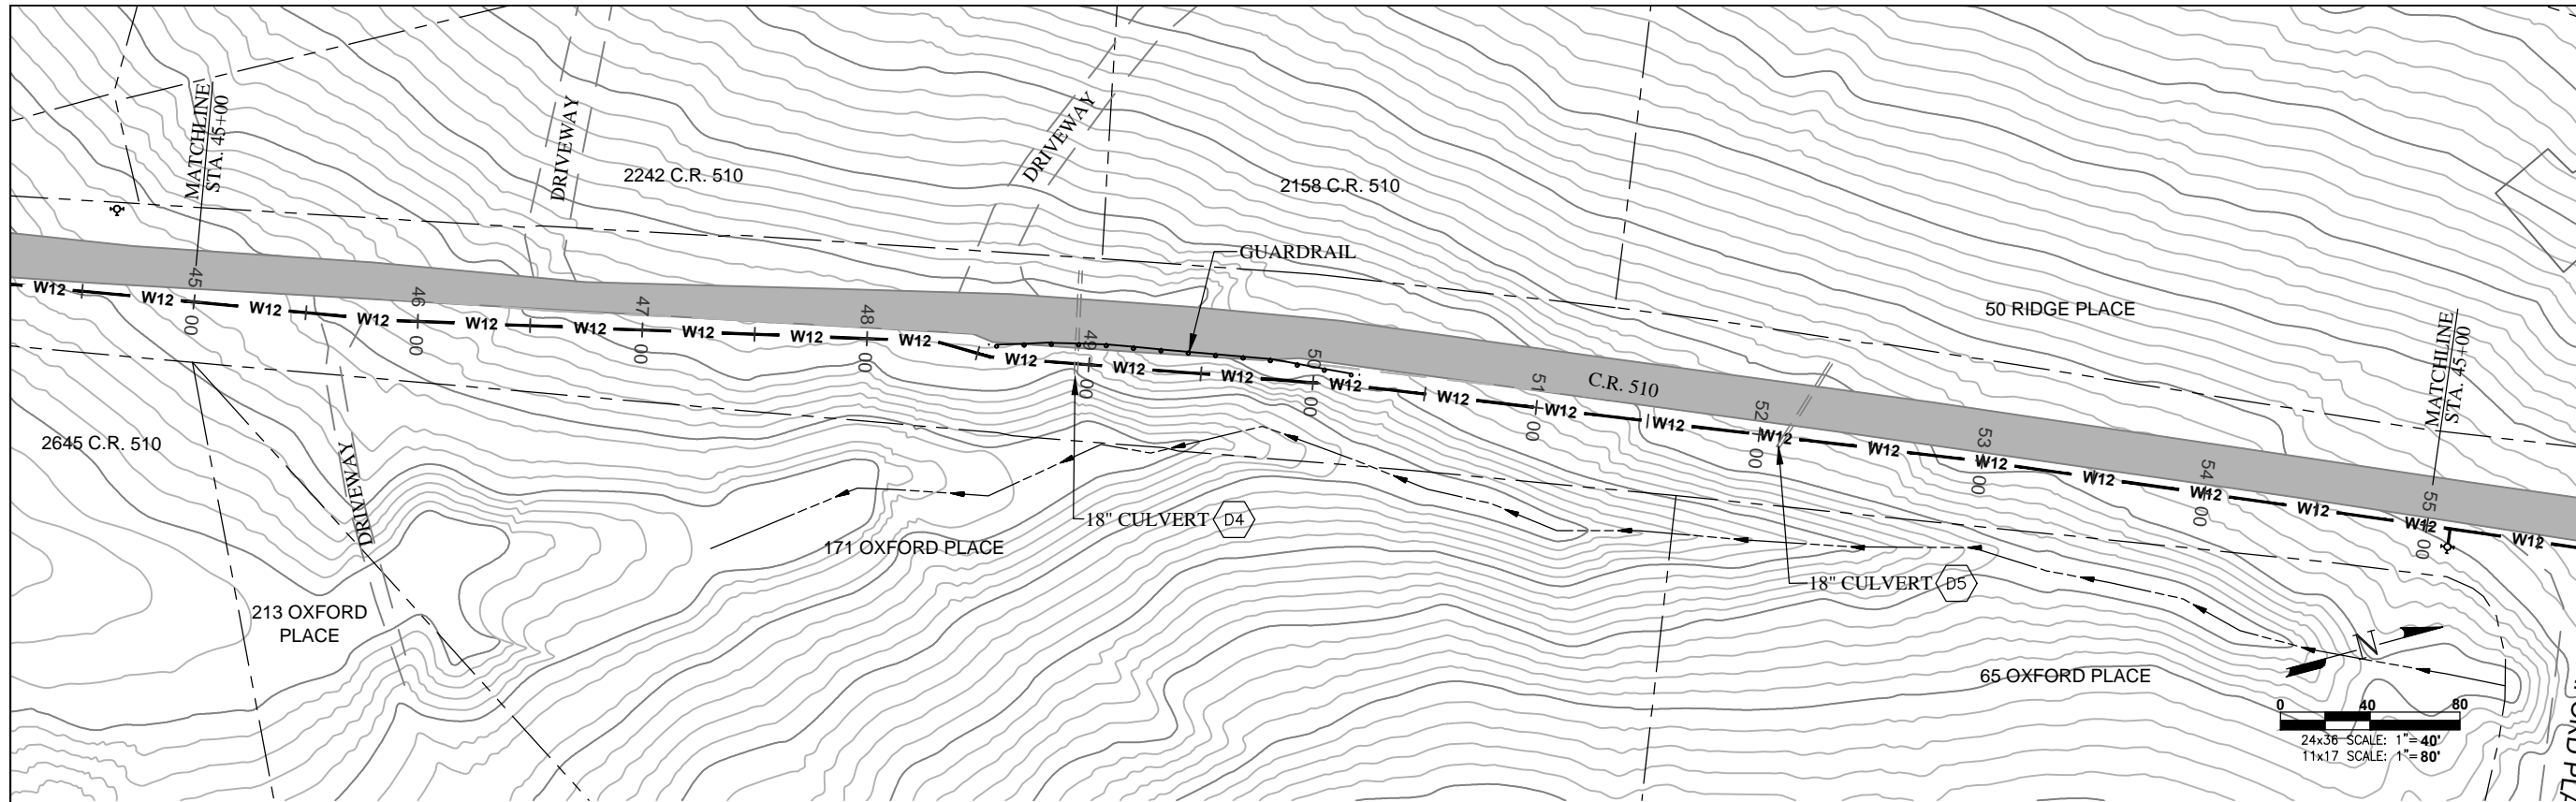 MATCHLINE
STA. 45+00
DRIVEWAY
DRIVEWAY
2242 C.R. 510
2158 C.R. 510
GUARDRAIL
50 RIDGE PLACE
MATCHLINE
STA. 45+00
45
00
46
00
47
00
48
00
49
00
50
00
51
00
52
00
53
00
54
00
55
00
W12 W12 W12 W12 W12 W12 W12 W12 W12 W12 W12 W12 W12 W12 W12 W12 W12 W12 W12 W12 W12 W12 W12 W12
C.R. 510
2645 C.R. 510
DRIVEWAY
18" CULVERT D4
171 OXFORD PLACE
18" CULVERT D5
213 OXFORD
PLACE
65 OXFORD PLACE
N
0 40 80
24x36 SCALE: 1"=40'
11x17 SCALE: 1"=80'